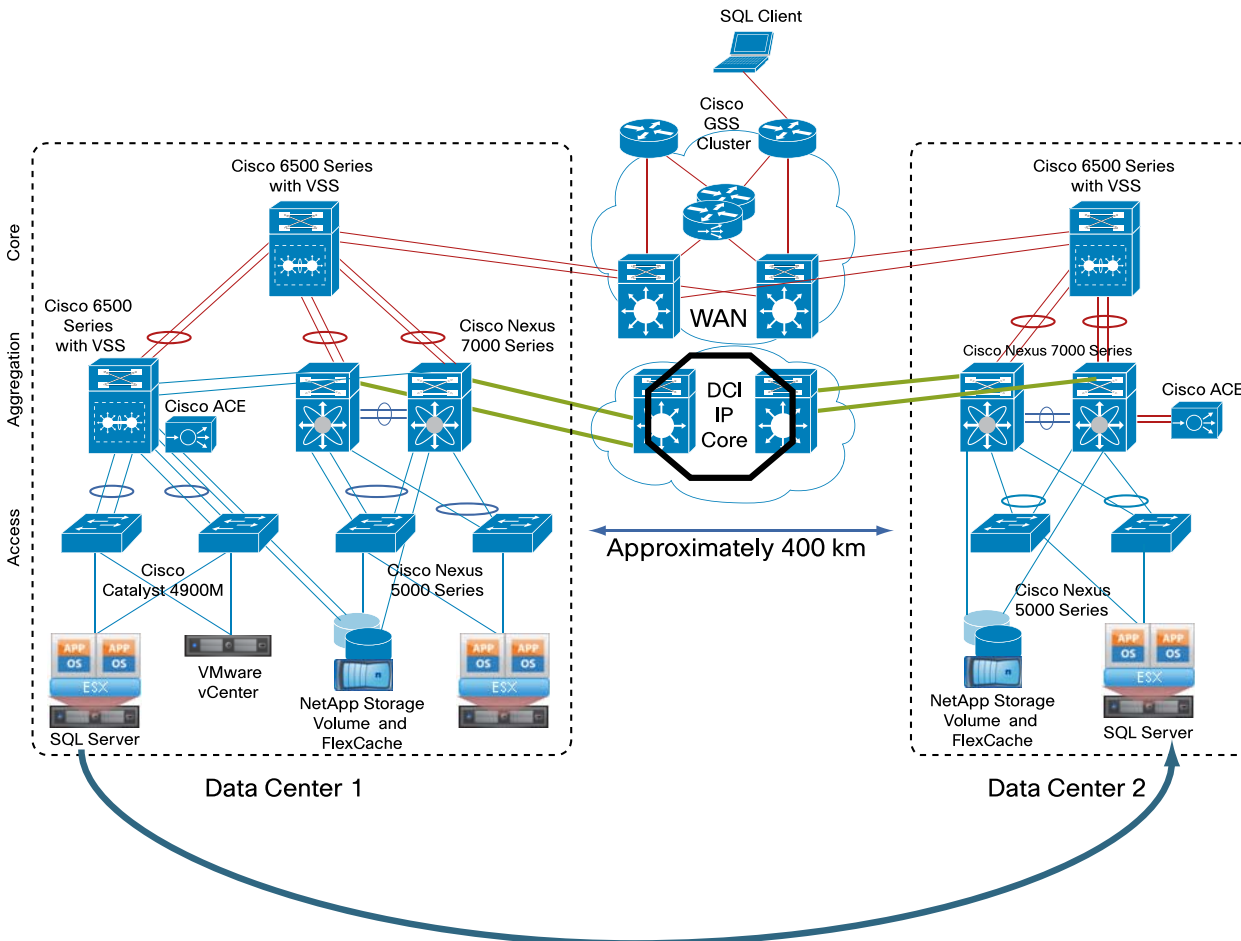 SQL Client
Cisco
GSS
Cluster
Cisco 6500 Series
with VSS
Cisco 6500 Series
with VSS
Core
Cisco 6500
Series
with VSS
Cisco Nexus
7000 Series
WAN
Cisco Nexus 7000 Series
Aggregation
Cisco ACE
DCI
IP
Core
Cisco ACE
Access
Approximately 400 km
Cisco
Catalyst 4900M
Cisco Nexus
5000 Series
Cisco Nexus
5000 Series
APP
APP
OS
OS
ESX
SQL Server
VMware
vCenter
n
NetApp Storage
Volume and
FlexCache
APP
APP
OS
OS
ESX
n
NetApp Storage
Volume and
FlexCache
APP
APP
OS
OS
ESX
SQL Server
Data Center 1
Data Center 2